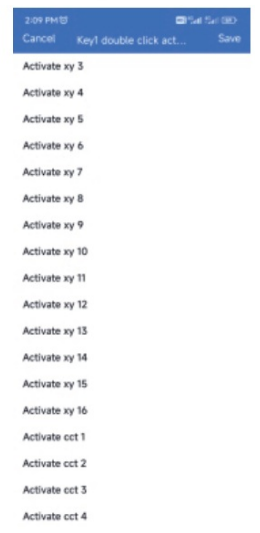 2:09 PM
Cancel Key1 double click act... Save
Activate xy 3
Activate xy 4
Activate xy 5
Activate xy 6
Activate xy 7
Activate xy 8
Activate xy 9
Activate xy 10
Activate xy 11
Activate xy 12
Activate xy 13
Activate xy 14
Activate xy 15
Activate xy 16
Activate cct 1
Activate cct 2
Activate cct 3
Activate cct 4